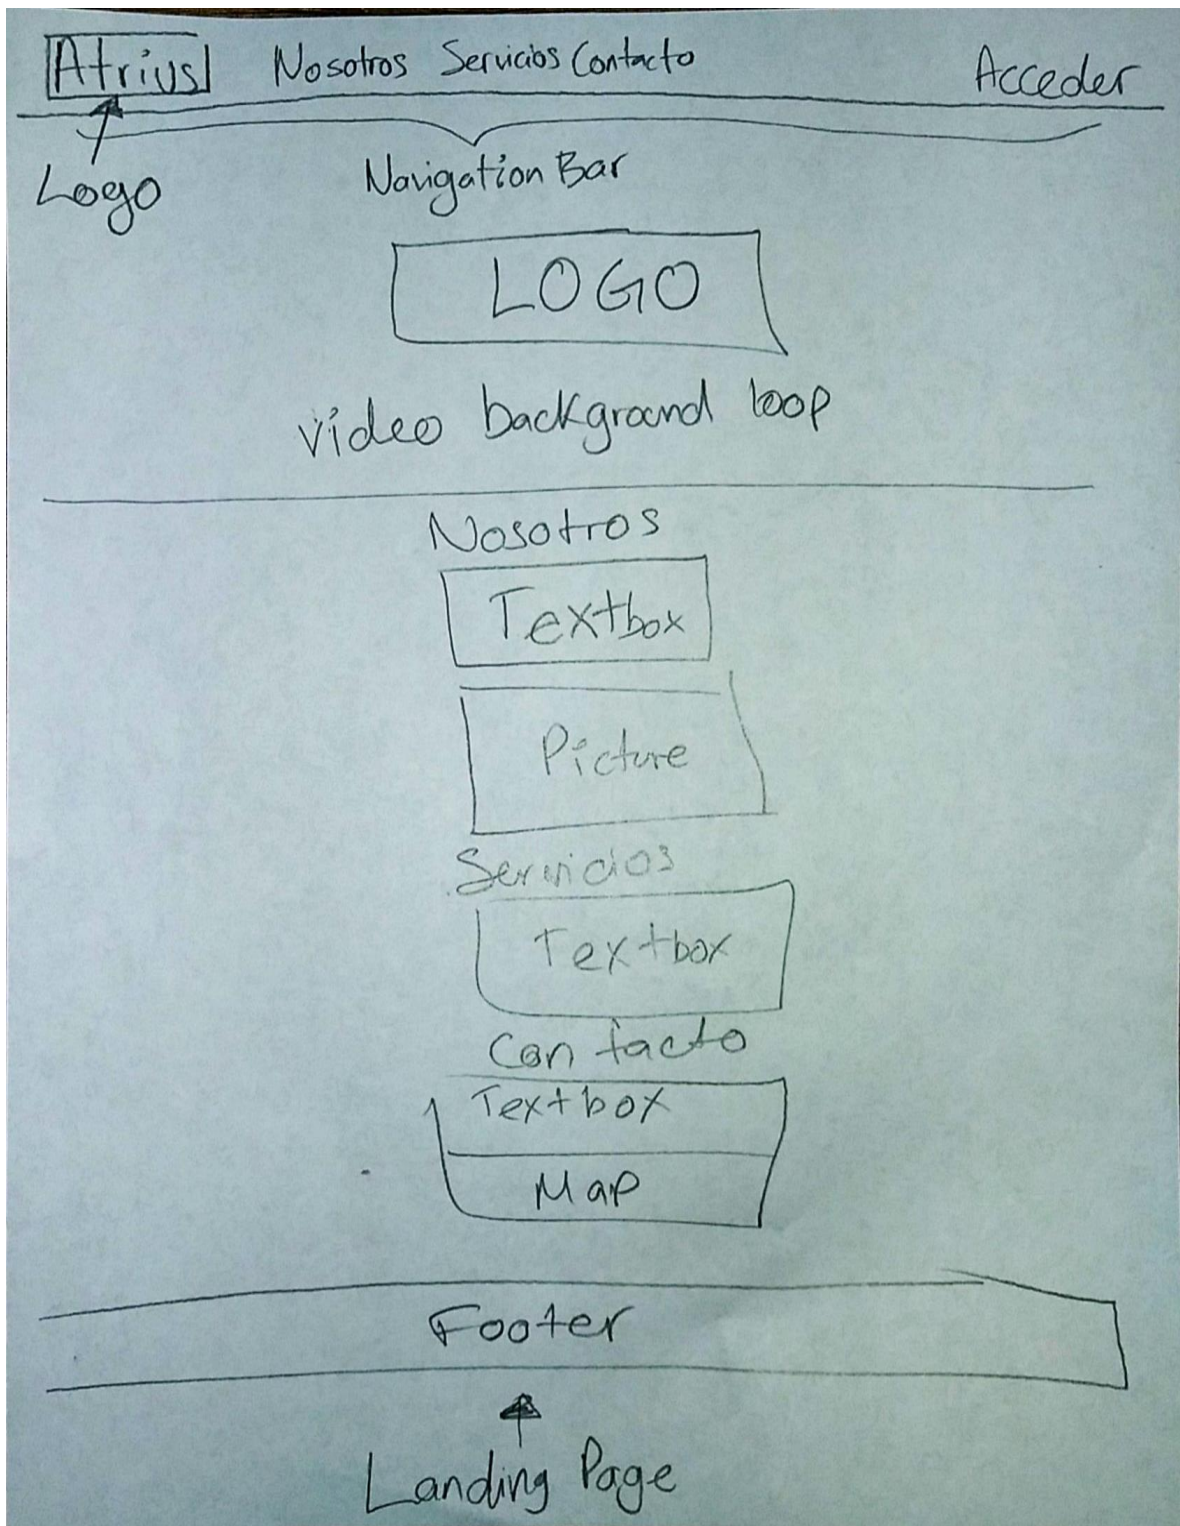 Atrius Nosotros Servicios Contacto Acceder
Logo
Navigation Bar
LOGO
video background loop
Nosotros
Textbox
Picture
Servicios
Textbox
Contacto
Textbox
Map
Footer
Landing Page